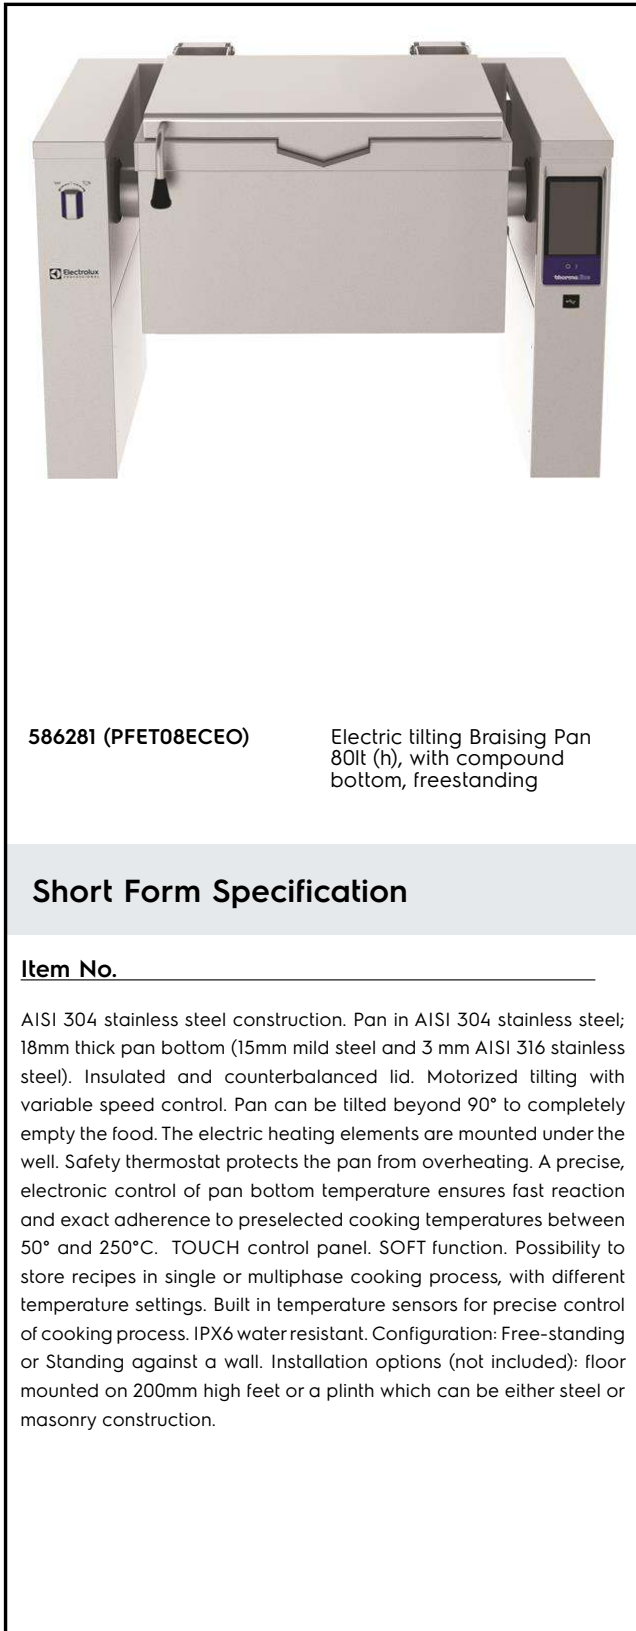 Electrolux
PROFESSIONAL
thermaline
586281 (PFET08ECEO)
Electric tilting Braising Pan
80lt (h), with compound
bottom, freestanding
Short Form Specification
Item No.
AISI 304 stainless steel construction. Pan in AISI 304 stainless steel;
18mm thick pan bottom (15mm mild steel and 3 mm AISI 316 stainless
steel). Insulated and counterbalanced lid. Motorized tilting with
variable speed control. Pan can be tilted beyond 90° to completely
empty the food. The electric heating elements are mounted under the
well. Safety thermostat protects the pan from overheating. A precise,
electronic control of pan bottom temperature ensures fast reaction
and exact adherence to preselected cooking temperatures between
50° and 250°C. TOUCH control panel. SOFT function. Possibility to
store recipes in single or multiphase cooking process, with different
temperature settings. Built in temperature sensors for precise control
of cooking process. IPX6 water resistant. Configuration: Free-standing
or Standing against a wall. Installation options (not included): floor
mounted on 200mm high feet or a plinth which can be either steel or
masonry construction.